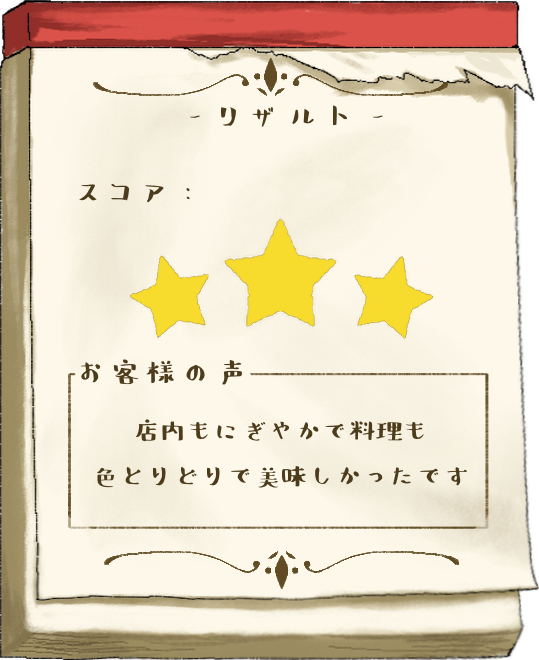 - リザルト -
スコア：
お客様の声
店内もにぎやかで料理も
色とりどりで美味しかったです